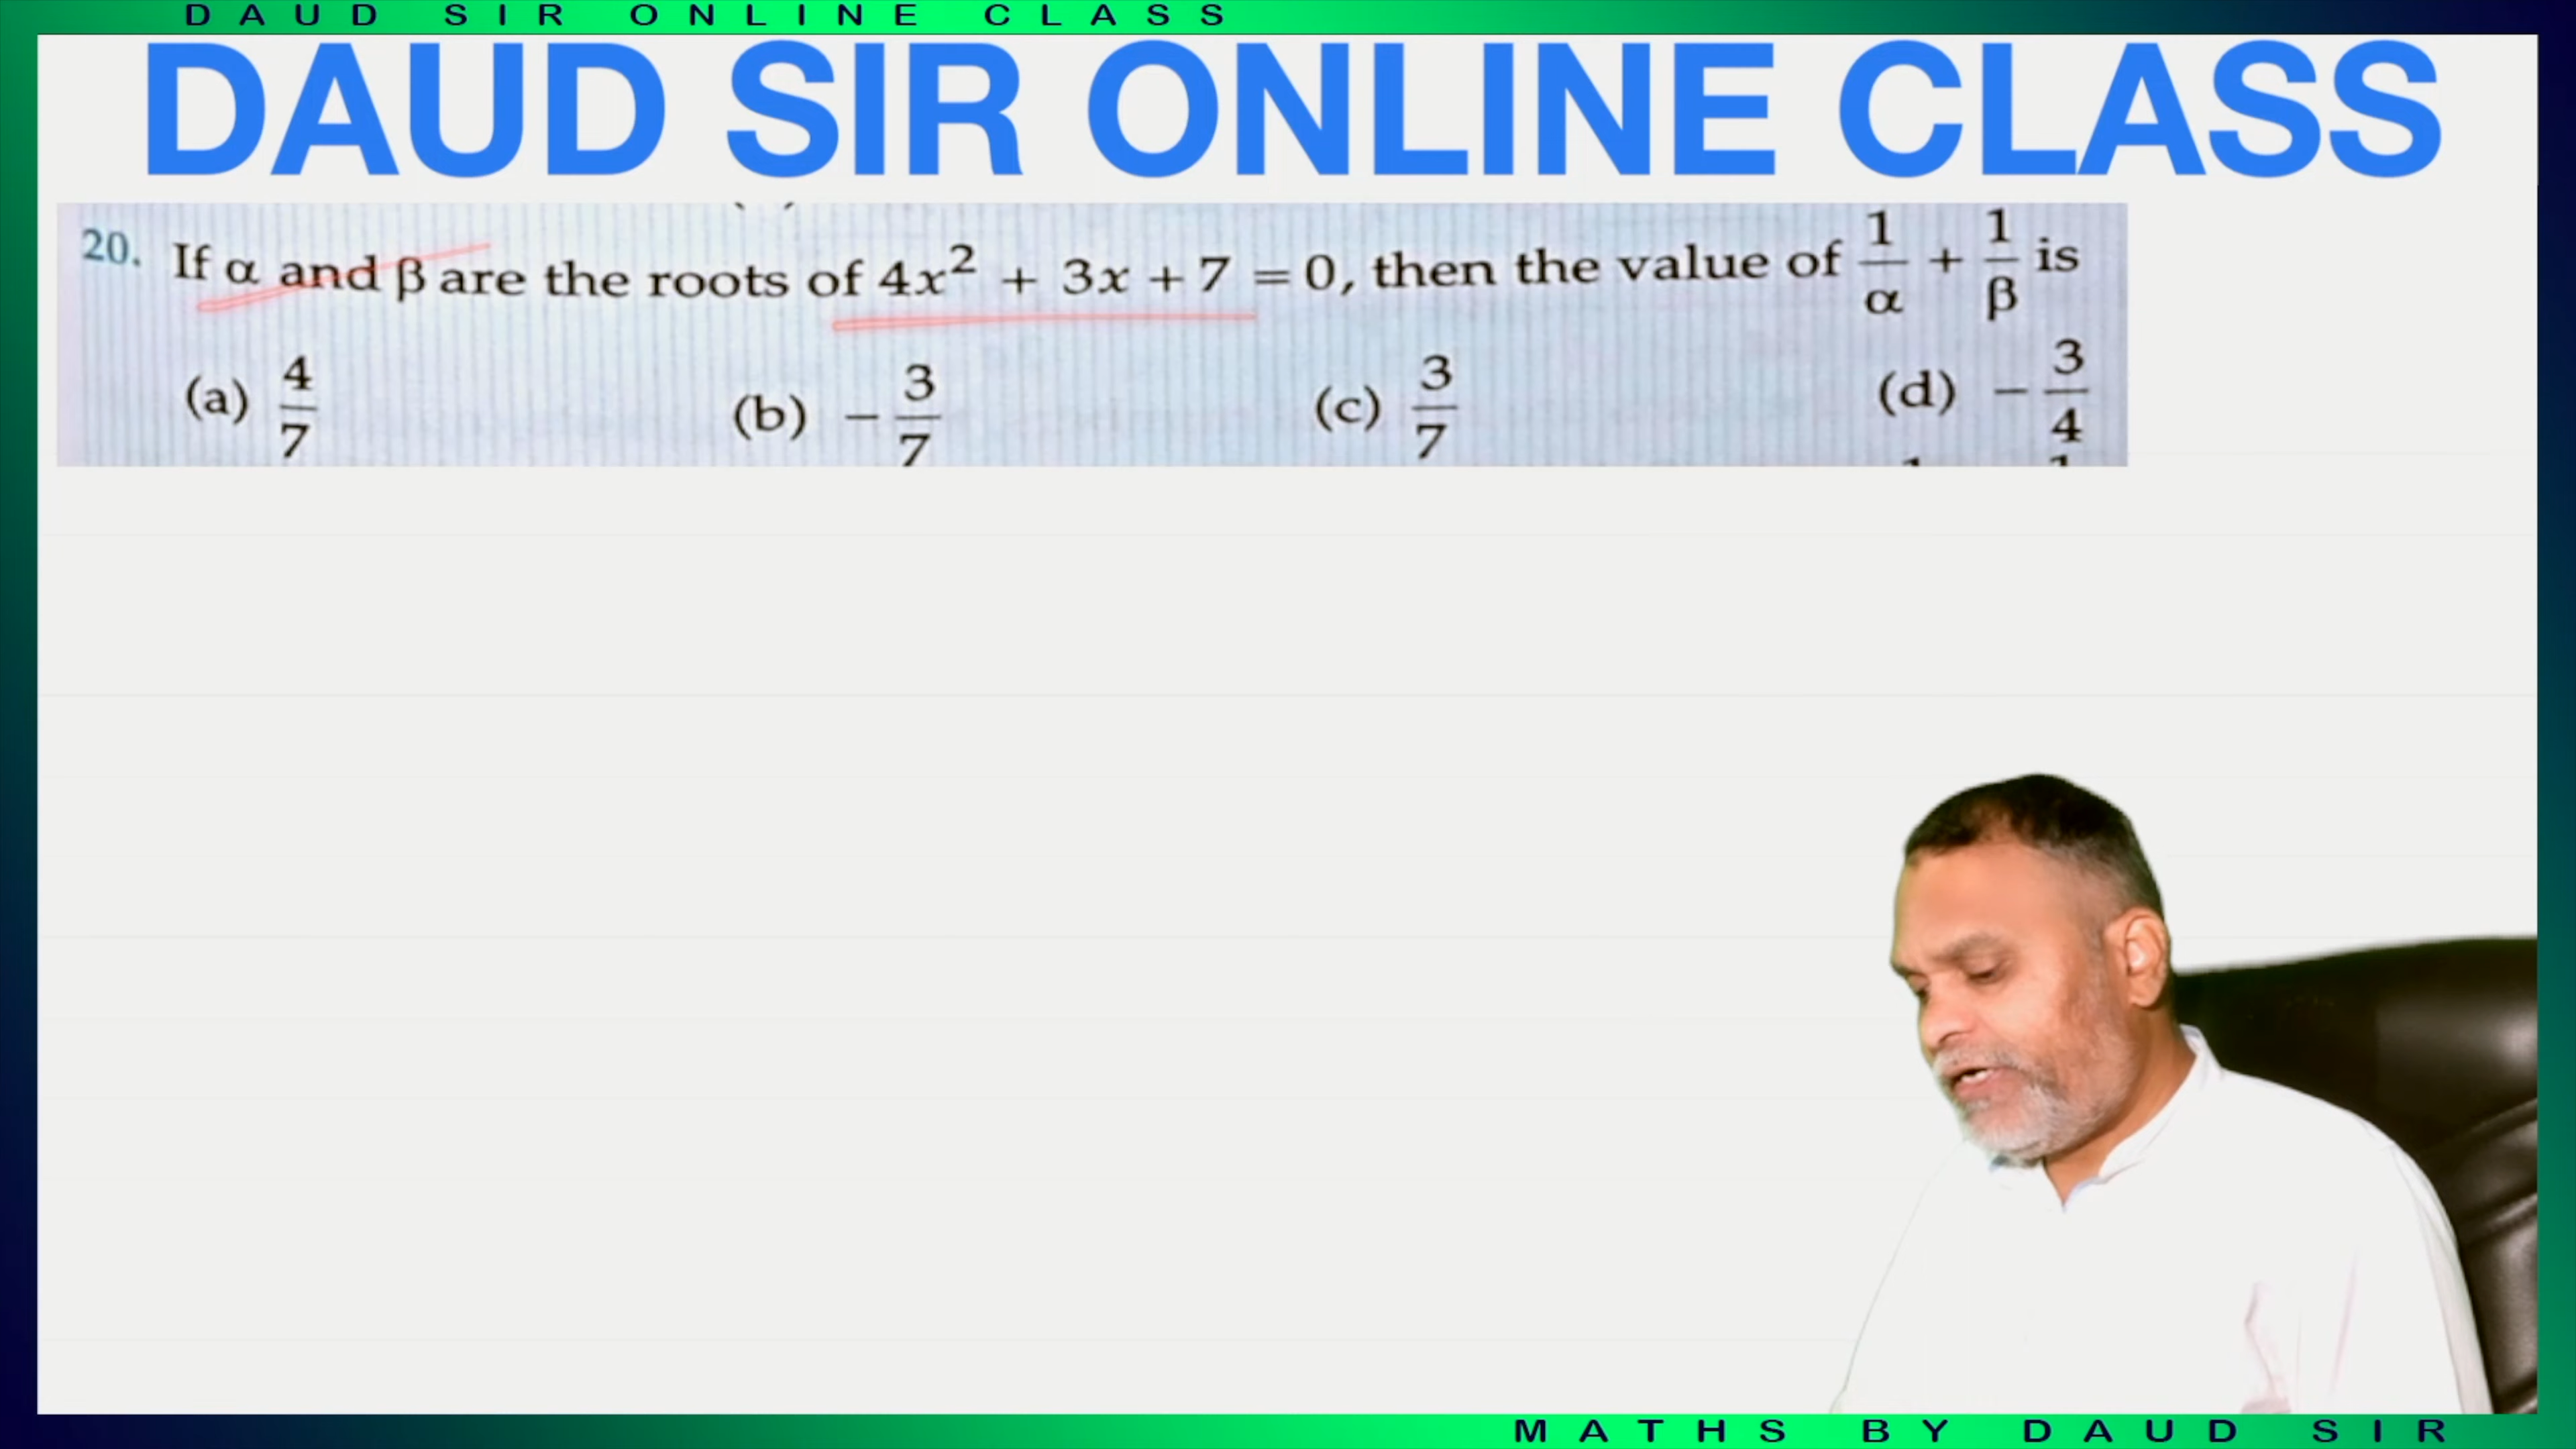 DAUD SIR ONLINE CLASS
DAUD SIR ONLINE CLASS
20. If α and β are the roots of 4x² + 3x + 7 = 0, then the value of 1/α + 1/β is
(a) 4/7 (b) − 3/7 (c) 3/7 (d) − 3/4
MATHS BY DAUD SIR